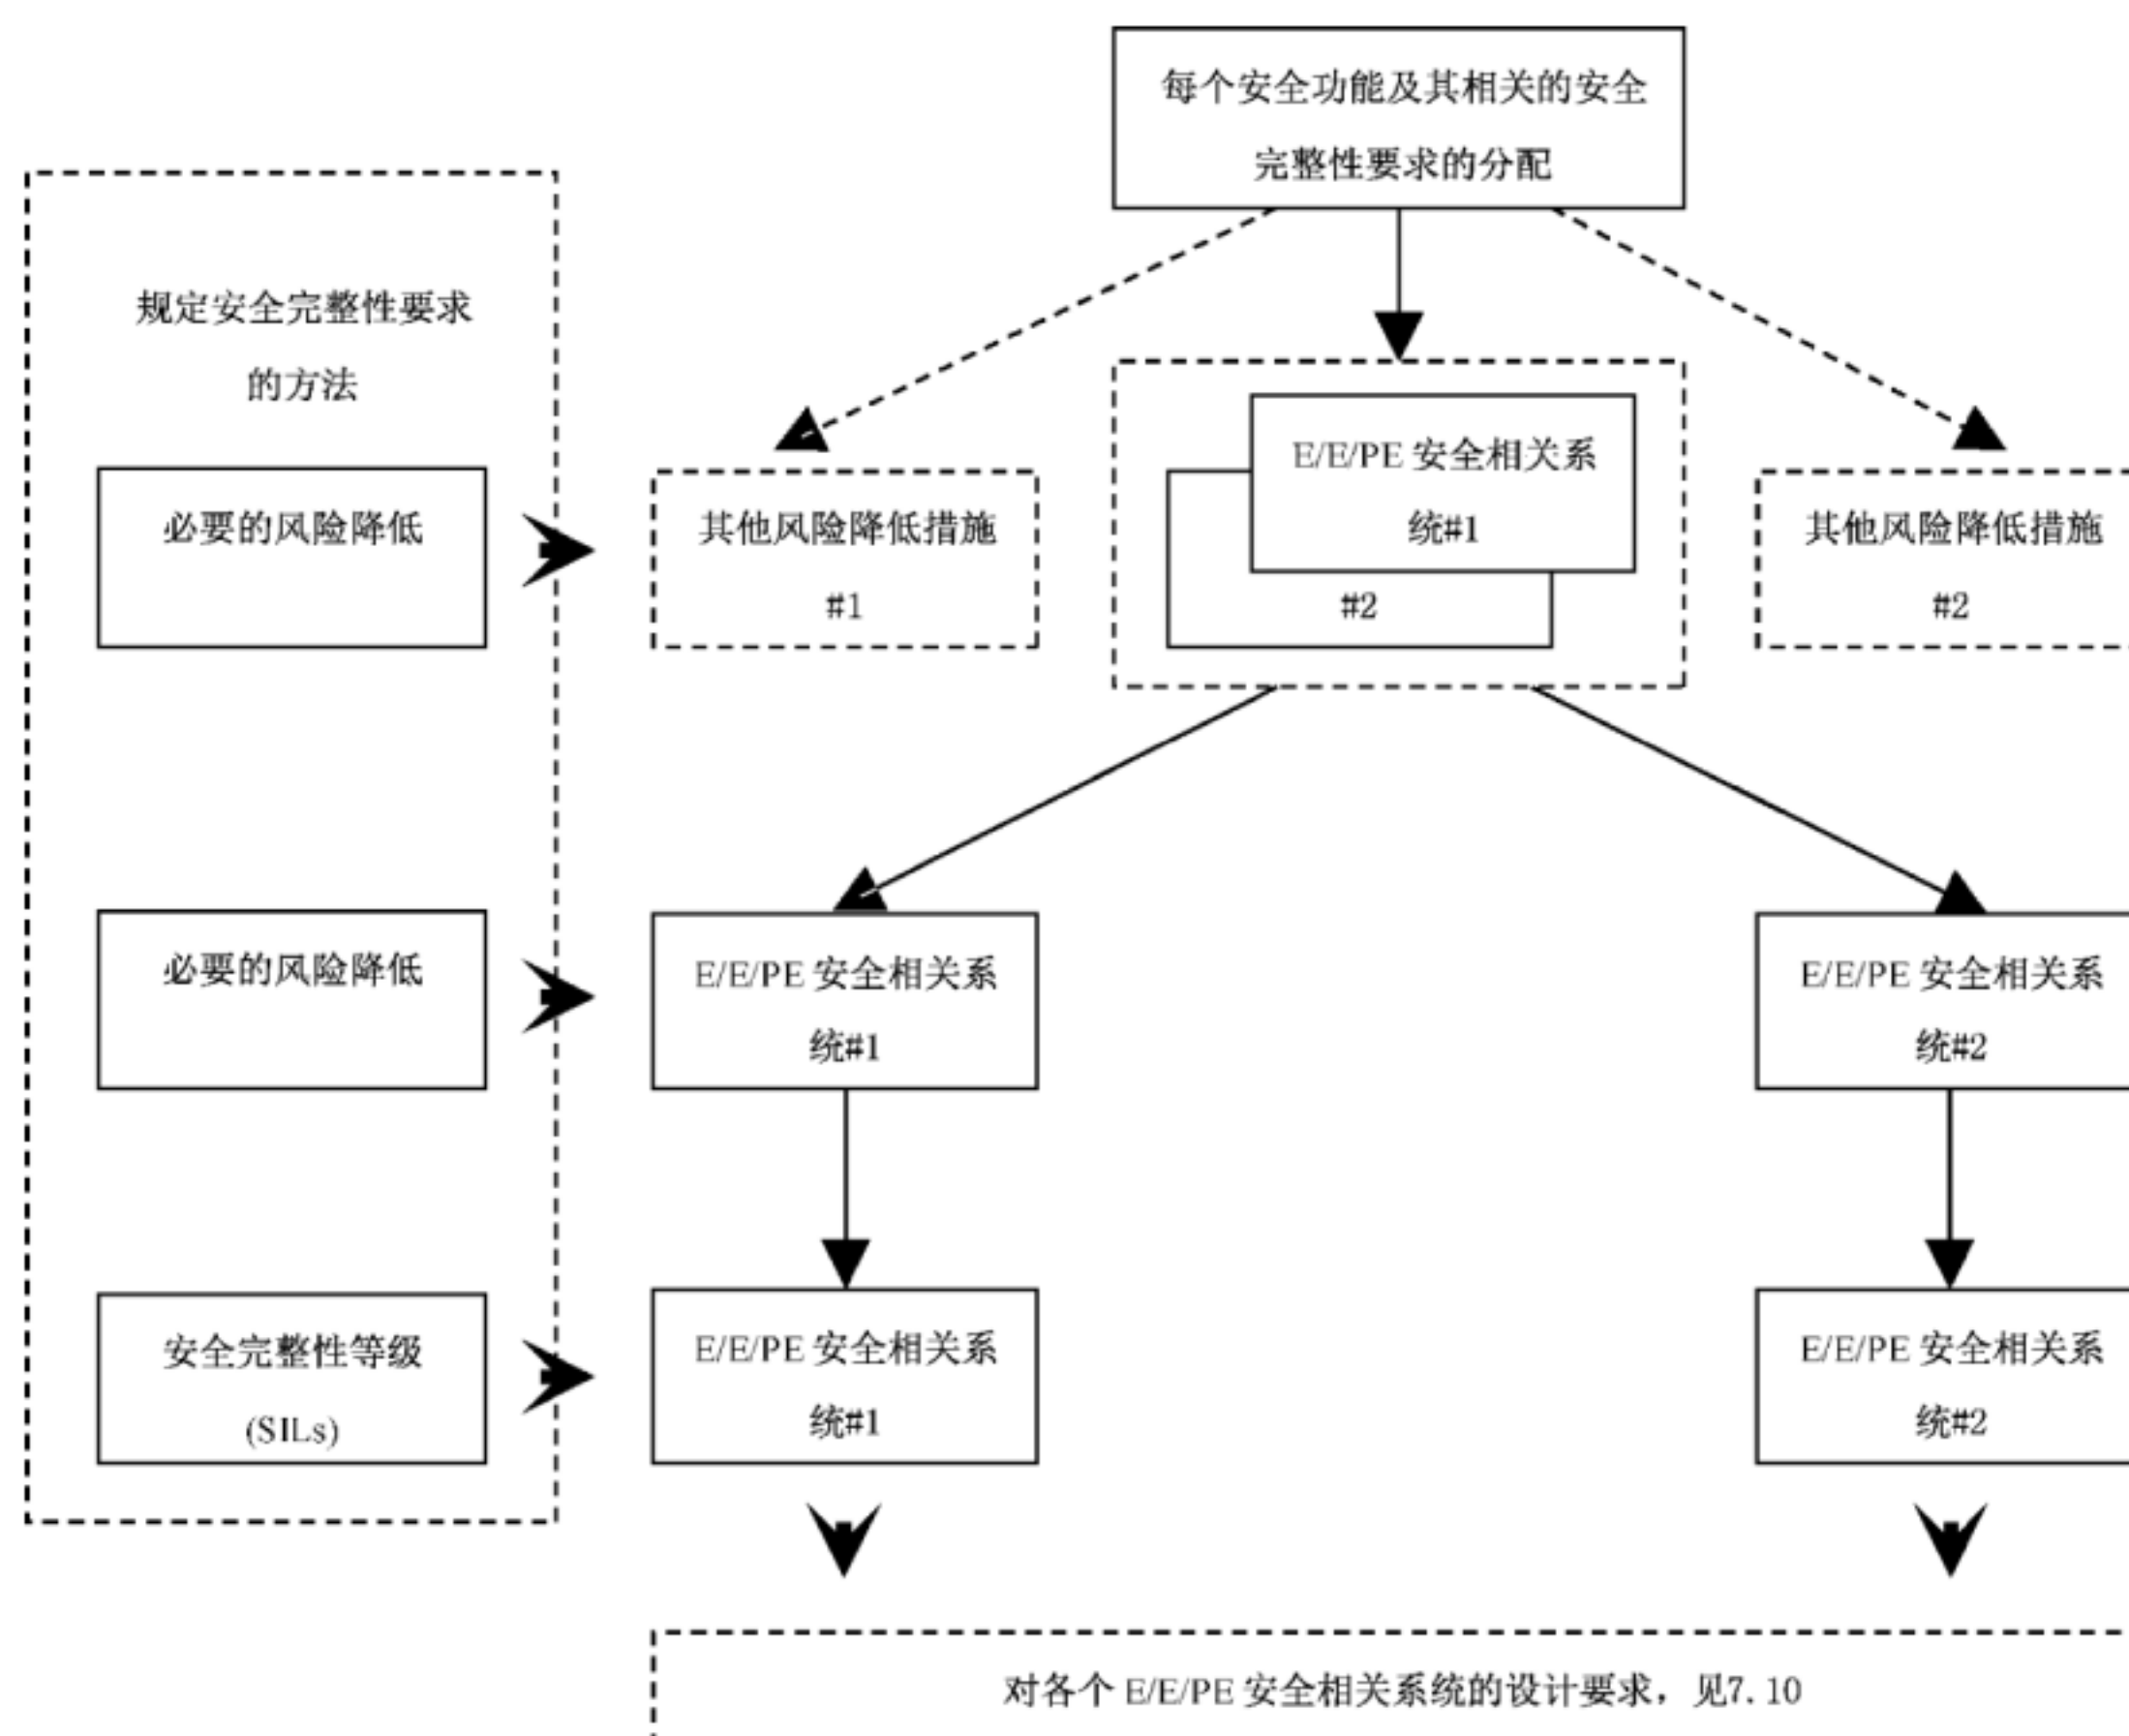 每个安全功能及其相关的安全
完整性要求的分配
规定安全完整性要求
的方法
必要的风险降低
其他风险降低措施
#1
E/E/PE 安全相关系
统#1
#2
其他风险降低措施
#2
必要的风险降低
E/E/PE 安全相关系
统#1
E/E/PE 安全相关系
统#2
安全完整性等级
(SILs)
E/E/PE 安全相关系
统#1
E/E/PE 安全相关系
统#2
对各个 E/E/PE 安全相关系统的设计要求，见7.10